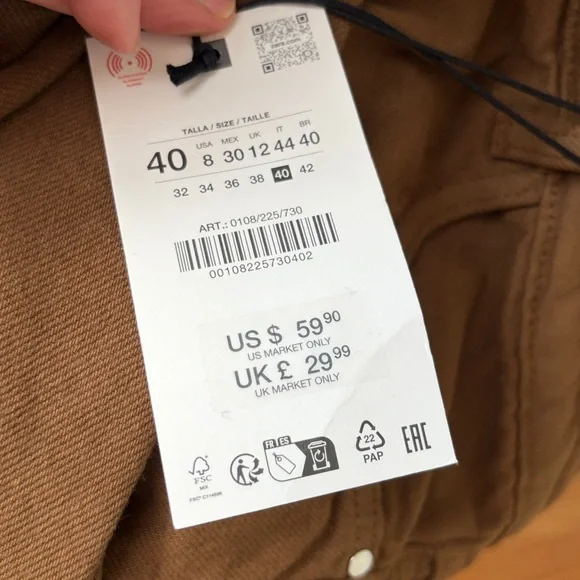 zara.com
TALLA / SIZE / TAILLE
40 USA 8 MEX 30 UK 12 IT 44 BR 40
32 34 36 38 40 42
ART.: 0108/225/730
00108225730402
US $ 59 90
US MARKET ONLY
UK £ 29 99
UK MARKET ONLY
FSC
MIX
FR ES
22
PAP
EAC